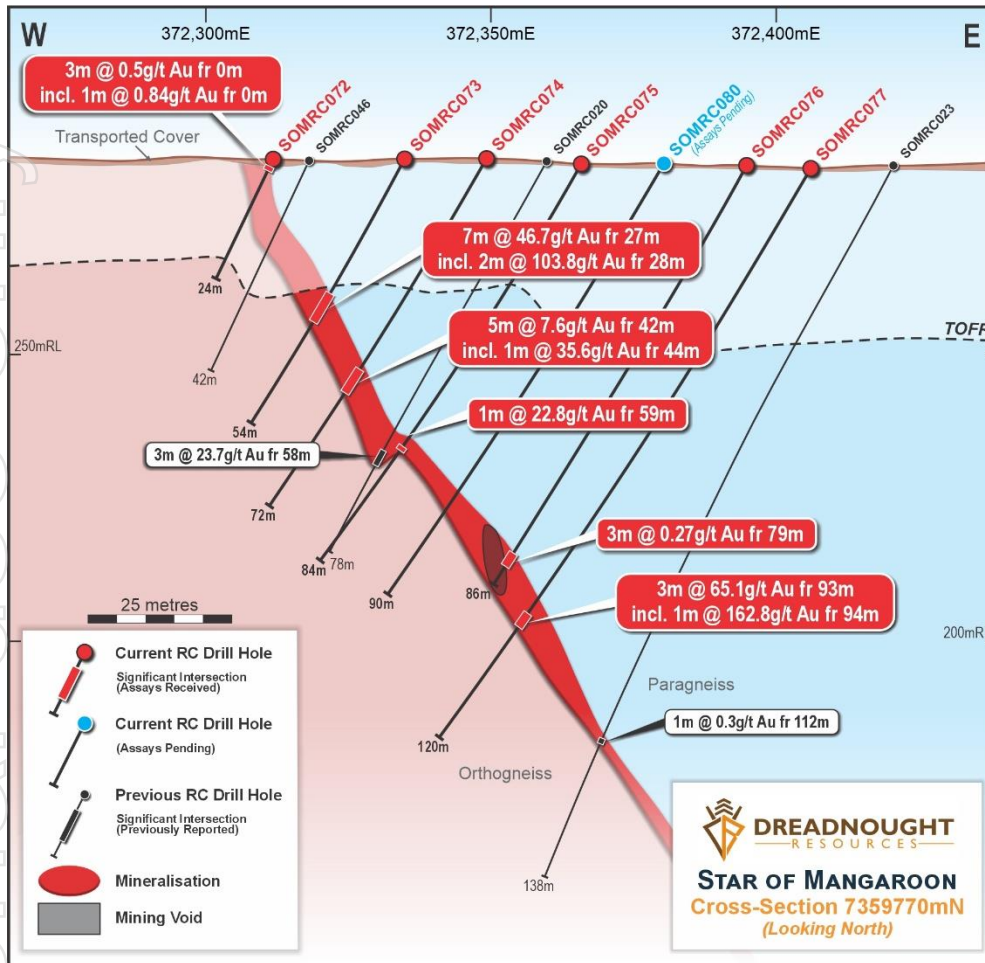 W
372,300mE
372,350mE
372,400mE
E
3m @ 0.5g/t Au fr 0m
incl. 1m @ 0.84g/t Au fr 0m
Transported Cover
SOMRC072
SOMRC046
SOMRC073
SOMRC074
SOMRC020
SOMRC075
SOMRC080
(Assays Pending)
SOMRC076
SOMRC077
SOMRC023
7m @ 46.7g/t Au fr 27m
incl. 2m @ 103.8g/t Au fr 28m
24m
5m @ 7.6g/t Au fr 42m
incl. 1m @ 35.6g/t Au fr 44m
TOFR
250mRL
42m
54m
1m @ 22.8g/t Au fr 59m
3m @ 23.7g/t Au fr 58m
72m
84m
78m
90m
86m
3m @ 0.27g/t Au fr 79m
3m @ 65.1g/t Au fr 93m
incl. 1m @ 162.8g/t Au fr 94m
200mR
25 metres
Paragneiss
1m @ 0.3g/t Au fr 112m
120m
Orthogneiss
138m
Current RC Drill Hole
Significant Intersection
(Assays Received)
Current RC Drill Hole
(Assays Pending)
Previous RC Drill Hole
Significant Intersection
(Previously Reported)
Mineralisation
Mining Void
DREADNOUGHT
RESOURCES
STAR OF MANGAROON
Cross-Section 7359770mN
(Looking North)